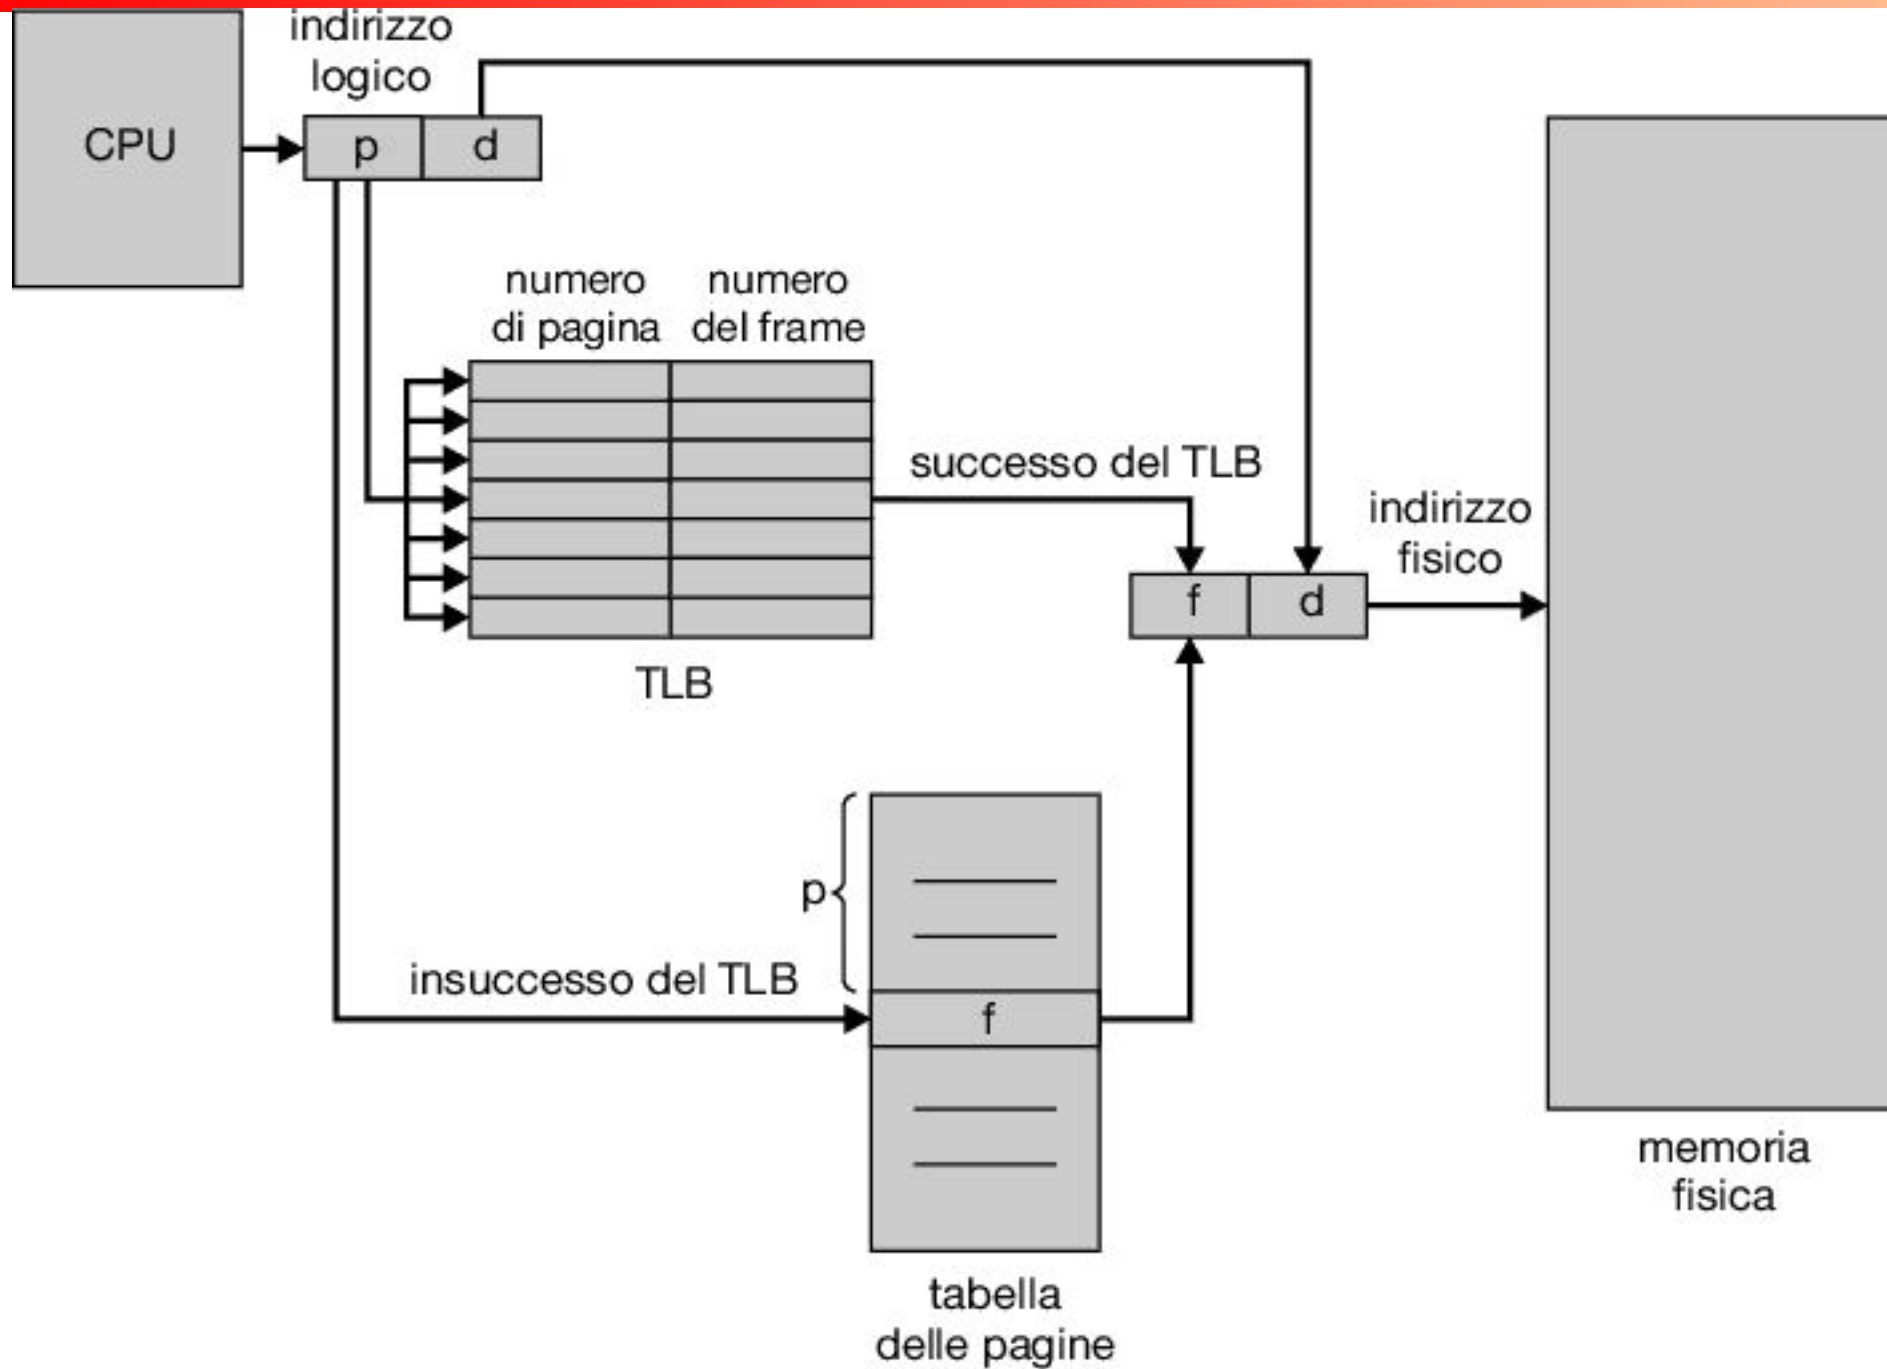 indirizzo
logico
CPU
p
d
numero
di pagina
numero
del frame
successo del TLB
indirizzo
fisico
f
d
TLB
p
insuccesso del TLB
f
memoria
fisica
tabella
delle pagine